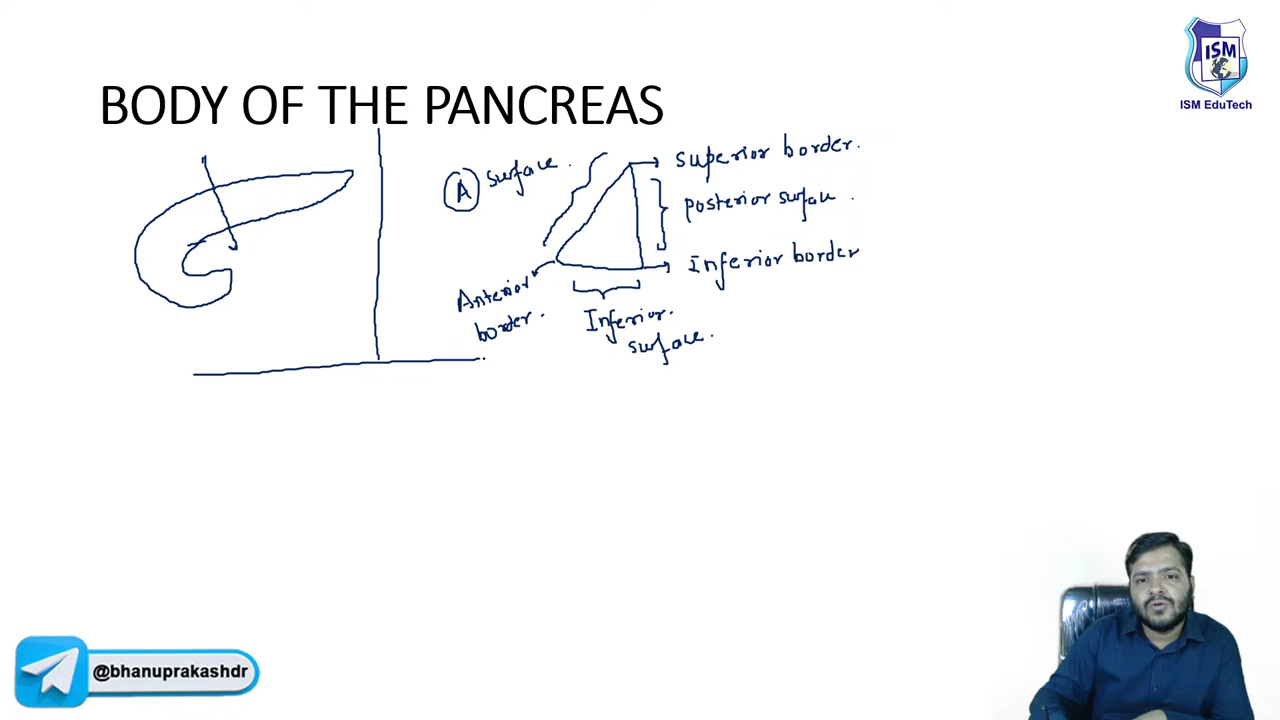 ISM
ISM EduTech
BODY OF THE PANCREAS
A surface.
superior border.
posterior surface.
Inferior border
Anterior
border.
Inferior.
surface.
@bhanuprakashdr